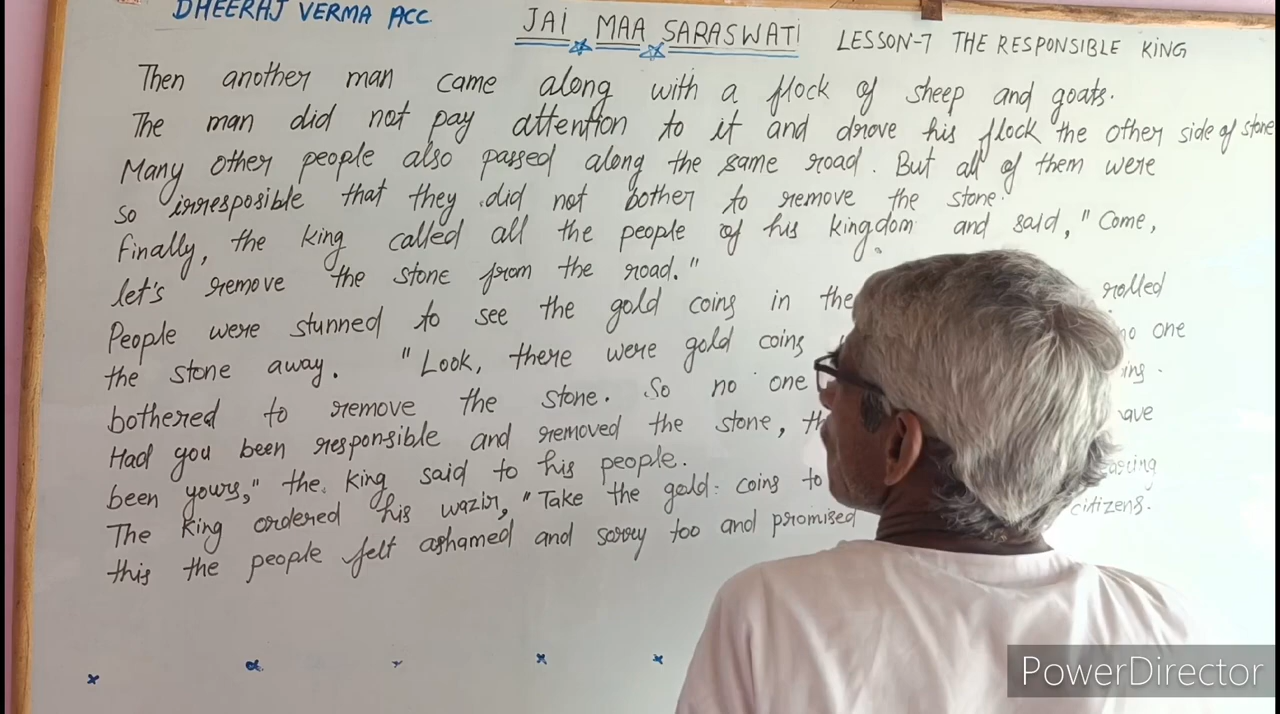 DHEERAJ VERMA ACC
JAI MAA SARASWATI
LESSON-7 THE RESPONSIBLE KING
Then another man came along with a flock of sheep and goats.
The man did not pay attention to it and drove his flock the other side of stone
Many other people also passed along the same road. But all of them were
so irresposible that they did not bother to remove the stone.
Finally, the king called all the people of his kingdom and said, "Come,
let's remove the stone from the road."
People were stunned to see the gold coins in the rolled
the stone away. "Look, there were gold coins no one
bothered to remove the stone. So no one
Had you been responsible and removed the stone,
been yours," the king said to his people.
The King ordered his wazir, "Take the gold coins to
this the people felt ashamed and sorry too and promised citizens.
PowerDirector